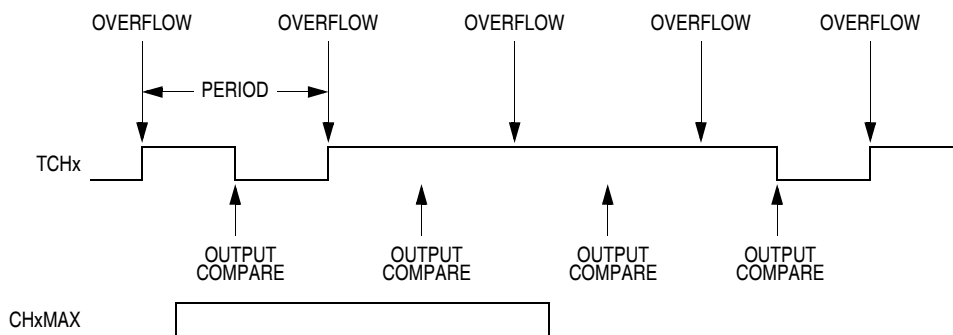 OVERFLOW OVERFLOW OVERFLOW OVERFLOW OVERFLOW
PERIOD
TCHx
OUTPUT COMPARE
OUTPUT COMPARE
OUTPUT COMPARE
OUTPUT COMPARE
CHxMAX